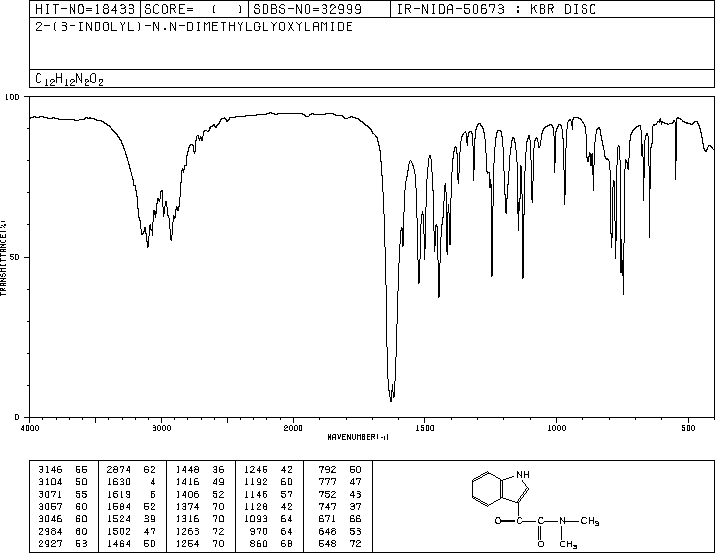 HIT-NO=18433 SCORE= ( ) SDBS-NO=32999 IR-NIDA-50673 : KBR DISC
2-(3-INDOLYL)-N,N-DIMETHYLGLYOXYLAMIDE
C12H12N2O2
100
50
0
TRANSMITTANCE(%)
4000 3000 2000 1500 1000 500
WAVENUMBER(-1)
3146 55 2874 62 1448 36 1246 42 792 50
3104 50 1630 4 1416 49 1192 60 777 47
3071 55 1619 5 1406 52 1146 57 752 43
3057 60 1584 52 1374 70 1128 42 747 37
3046 60 1524 39 1316 70 1093 64 671 66
2984 60 1502 47 1263 72 970 64 648 53
2927 53 1464 50 1254 70 860 68 548 72
NH
O
N
CH3
O
CH3